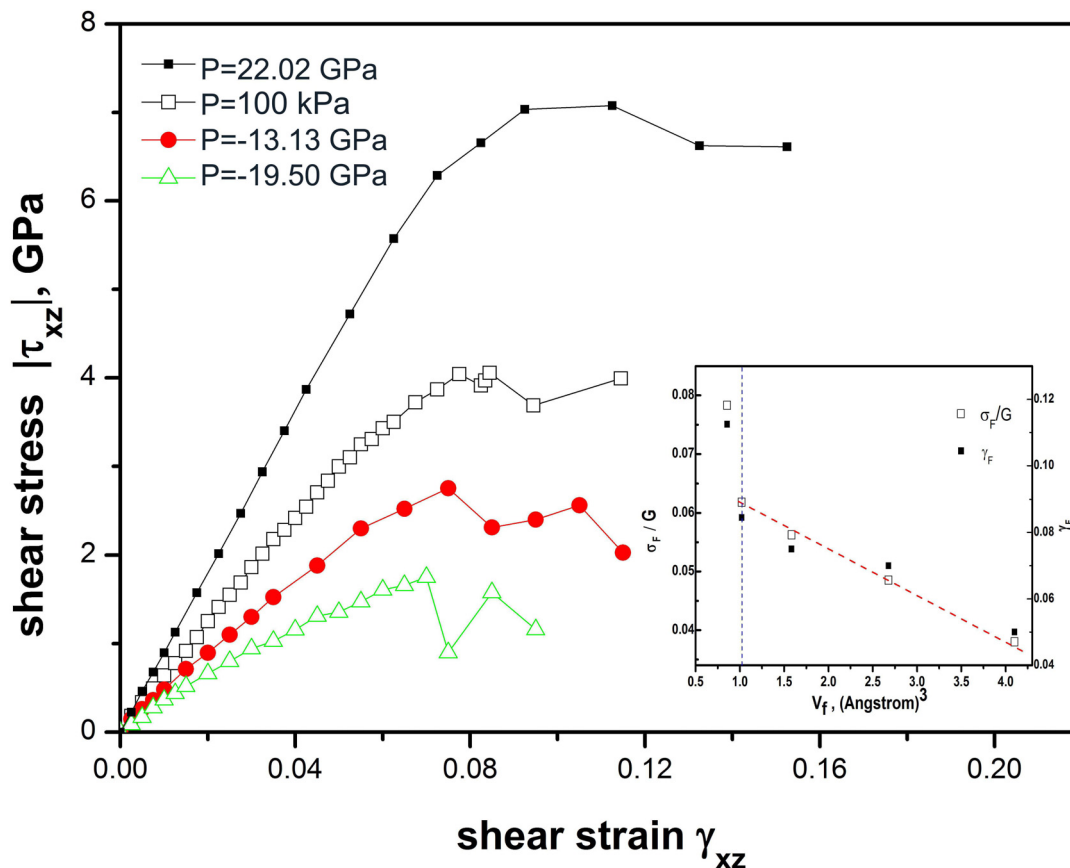 8
6
4
2
0
shear stress |τxz|, GPa
P=22.02 GPa
P=100 kPa
P=-13.13 GPa
P=-19.50 GPa
0.00 0.04 0.08 0.12 0.16 0.20
shear strain γxz
0.08
0.07
0.06
0.05
0.04
σF / G
σF/G
γF
0.12
0.10
0.08
0.06
0.04
γF
0.5 1.0 1.5 2.0 2.5 3.0 3.5 4.0
Vf , (Angstrom)3